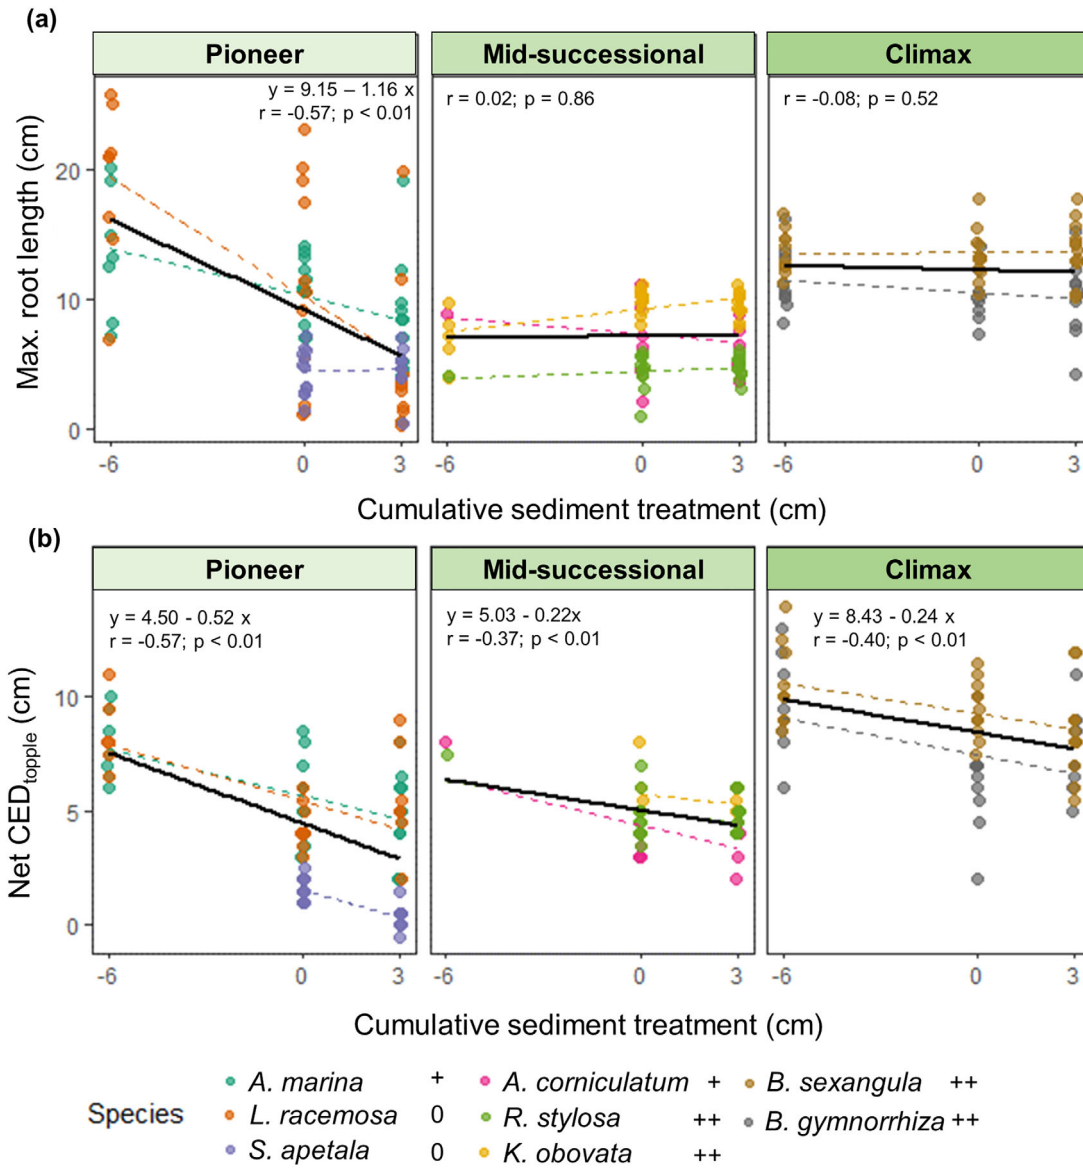 (a)
Pioneer Mid-successional Climax
y = 9.15 – 1.16 x
r = -0.57; p < 0.01
r = 0.02; p = 0.86
r = -0.08; p = 0.52
Max. root length (cm)
20
10
0
-6 0 3 -6 0 3 -6 0 3
Cumulative sediment treatment (cm)
(b)
Pioneer Mid-successional Climax
y = 4.50 - 0.52 x
r = -0.57; p < 0.01
y = 5.03 - 0.22x
r = -0.37; p < 0.01
y = 8.43 - 0.24 x
r = -0.40; p < 0.01
Net CEDtopple (cm)
10
5
0
-6 0 3 -6 0 3 -6 0 3
Cumulative sediment treatment (cm)
Species
A. marina + A. corniculatum + B. sexangula ++
L. racemosa 0 R. stylosa ++ B. gymnorrhiza ++
S. apetala 0 K. obovata ++